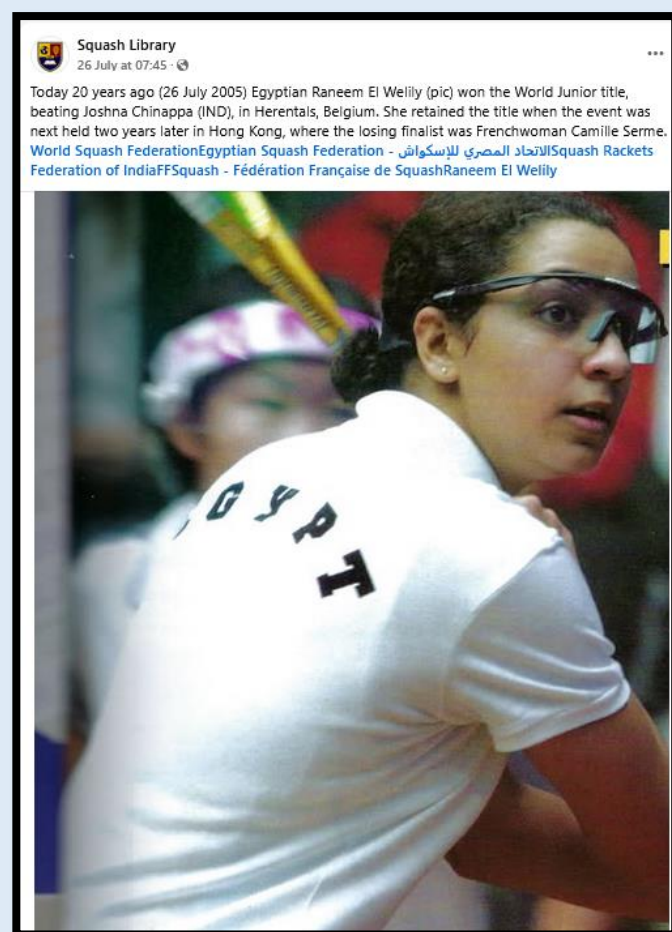 Squash Library
26 July at 07:45 ·
Today 20 years ago (26 July 2005) Egyptian Raneem El Welily (pic) won the World Junior title,
beating Joshna Chinappa (IND), in Herentals, Belgium. She retained the title when the event was
next held two years later in Hong Kong, where the losing finalist was Frenchwoman Camille Serme.
World Squash FederationEgyptian Squash Federation - الاتحاد المصري للإسكواشSquash Rackets
Federation of IndiaFFSquash - Fédération Française de SquashRaneem El Welily
GYPT